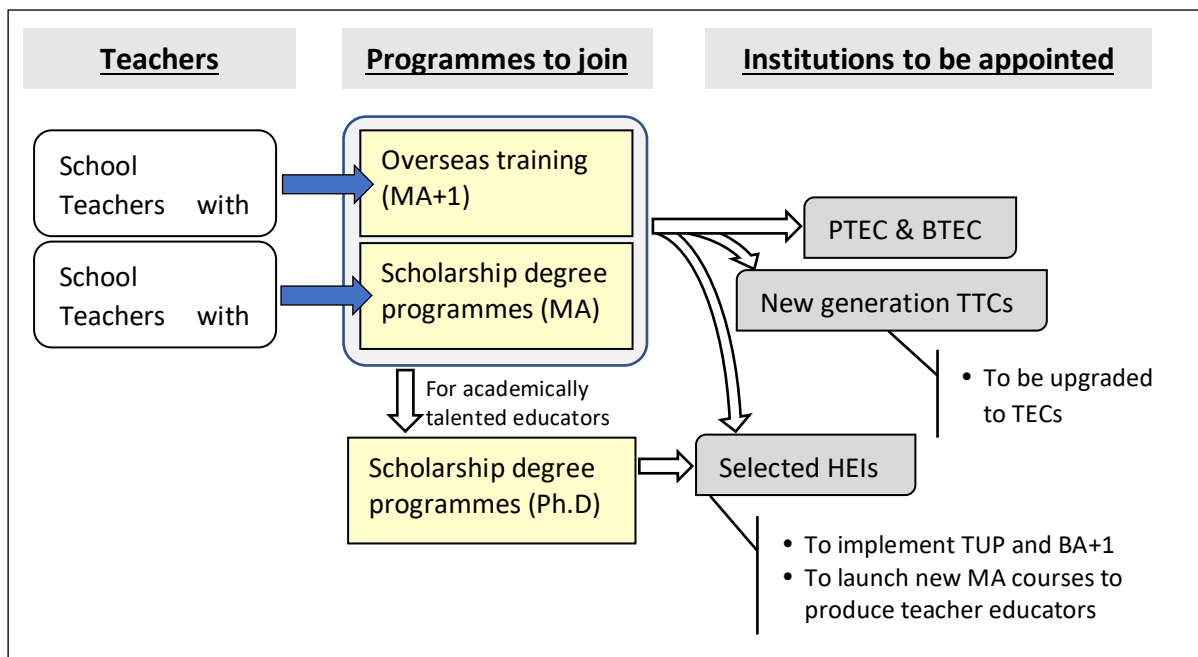 Teachers
Programmes to join
Institutions to be appointed
School
Teachers with
School
Teachers with
Overseas training
(MA+1)
Scholarship degree
programmes (MA)
For academically
talented educators
Scholarship degree
programmes (Ph.D)
PTEC & BTEC
New generation TTCs
• To be upgraded
to TECs
Selected HEIs
• To implement TUP and BA+1
• To launch new MA courses to
produce teacher educators